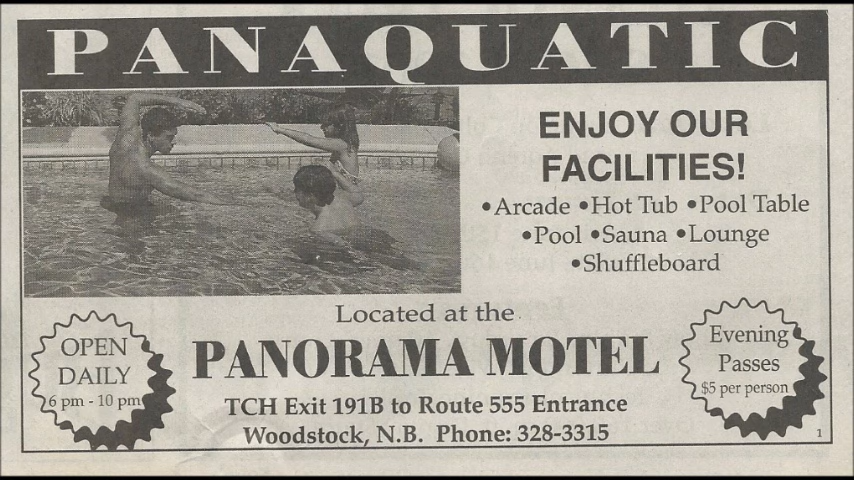 PANAQUATIC
ENJOY OUR
FACILITIES!
•Arcade •Hot Tub •Pool Table
•Pool •Sauna •Lounge
•Shuffleboard
Located at the
PANORAMA MOTEL
TCH Exit 191B to Route 555 Entrance
Woodstock, N.B. Phone: 328-3315
OPEN
DAILY
6 pm - 10 pm
Evening
Passes
$5 per person
1